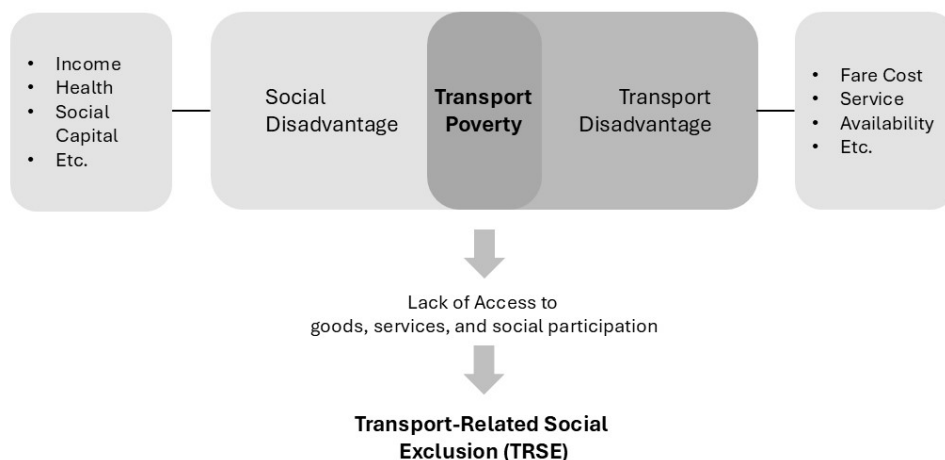 • Income
• Health
• Social
Capital
• Etc.
Social
Disadvantage
Transport
Poverty
Transport
Disadvantage
• Fare Cost
• Service
• Availability
• Etc.
Lack of Access to
goods, services, and social participation
Transport-Related Social
Exclusion (TRSE)